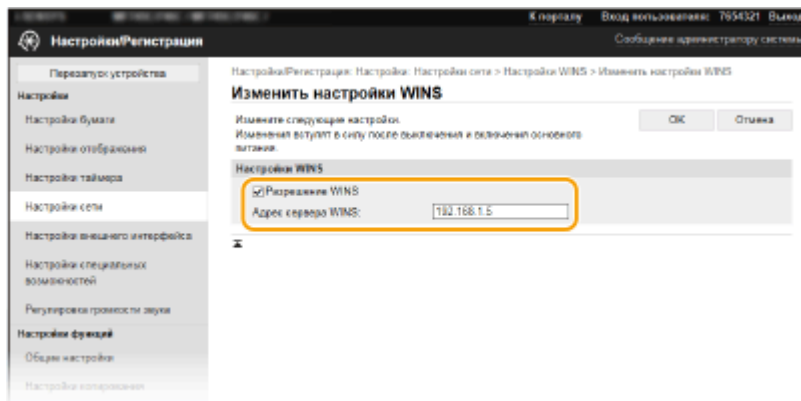 К порталу Вход пользователя: 7654321 Выход
Настройки/Регистрация
Сообщение администратору системы
Перезапуск устройства
Настройки
Настройки бумаги
Настройки отображения
Настройки таймера
Настройки сети
Настройки внешнего интерфейса
Настройки специальных
возможностей
Регулировка громкости звука
Настройки функций
Общие настройки
Настройки копирования
Настройки/Регистрация: Настройки: Настройки сети > Настройки WINS > Изменить настройки WINS
Изменить настройки WINS
Измените следующие настройки.
Изменения вступят в силу после выключения и включения основного
питания.
OK Отмена
Настройки WINS
Разрешение WINS
Адрес сервера WINS: 192.168.1.5